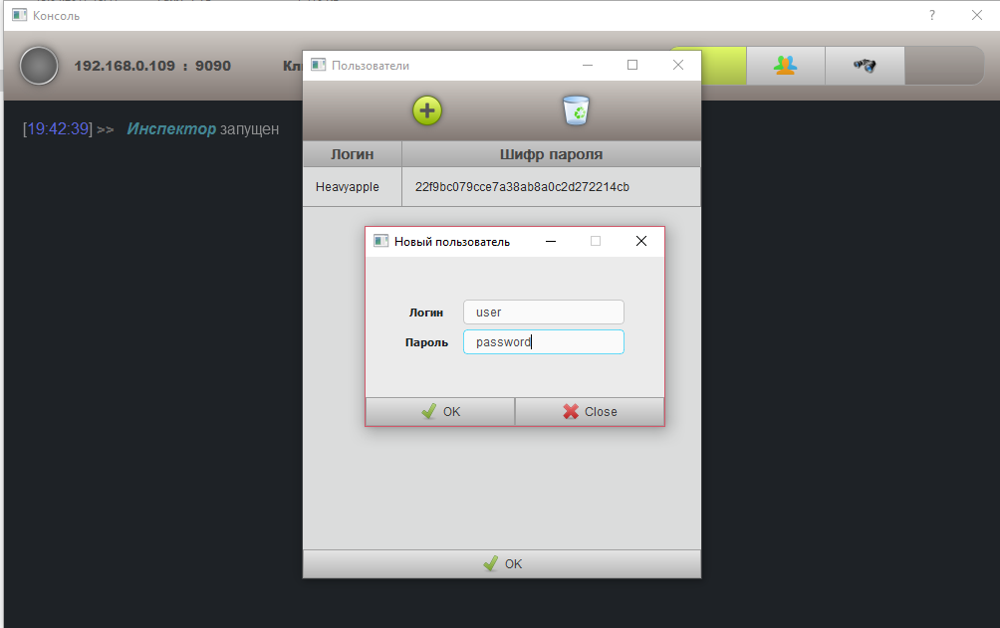 Консоль
?
192.168.0.109 : 9090
Пользователи
[19:42:39] >> Инспектор запущен
Логин Шифр пароля
Heavyapple 22f9bc079cce7a38ab8a0c2d272214cb
Новый пользователь
Логин user
Пароль password
OK Close
OK